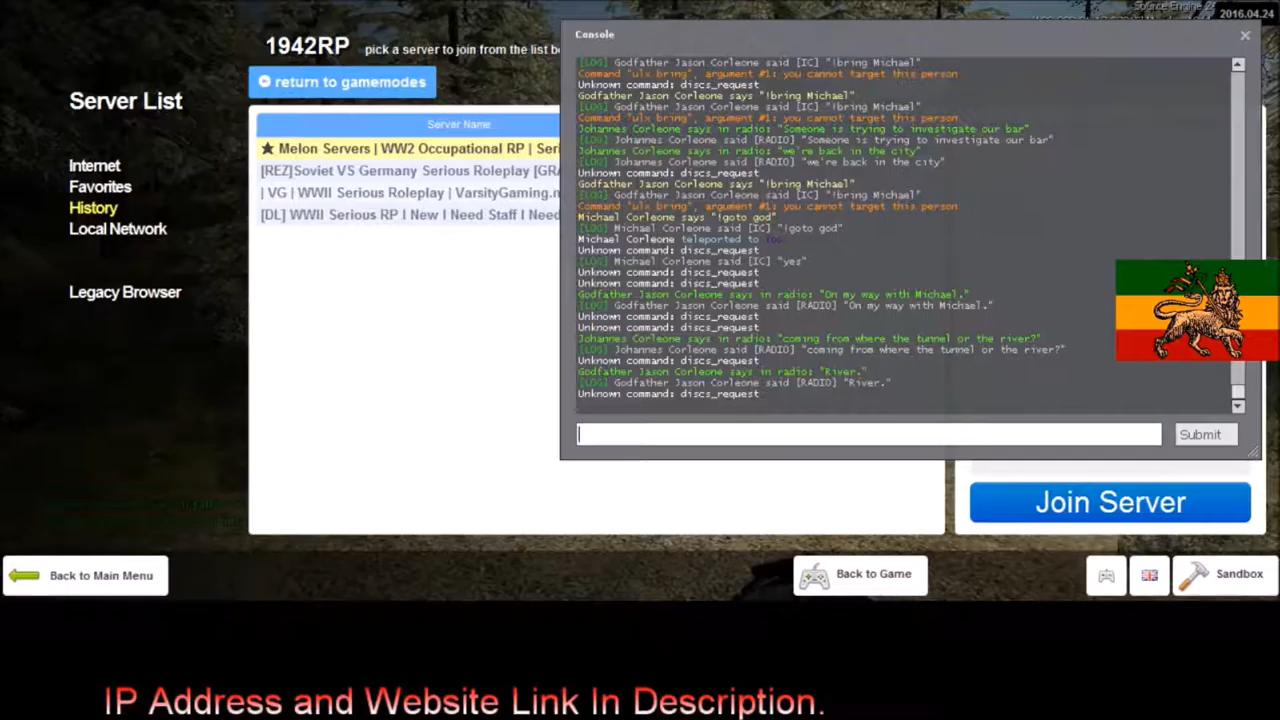 2016.04.24
1942RP pick a server to join from the list be
return to gamemodes
Server List
Internet
Favorites
History
Local Network
Legacy Browser
Server Name
Melon Servers | WW2 Occupational RP | Seri
[REZ]Soviet VS Germany Serious Roleplay [GRA
| VG | WWII Serious Roleplay | VarsityGaming.n
[DL] WWII Serious RP I New I Need Staff I Need
Console
[LOG] Godfather Jason Corleone said [IC] "!bring Michael"
Command "ulx bring", argument #1: you cannot target this person
Unknown command: discs_request
Godfather Jason Corleone says "!bring Michael"
[LOG] Godfather Jason Corleone said [IC] "!bring Michael"
Command "ulx bring", argument #1: you cannot target this person
Johannes Corleone says in radio: "Someone is trying to investigate our bar"
[LOG] Johannes Corleone said [RADIO] "Someone is trying to investigate our bar"
Johannes Corleone says in radio: "we're back in the city"
[LOG] Johannes Corleone said [RADIO] "we're back in the city"
Unknown command: discs_request
Godfather Jason Corleone says "!bring Michael"
[LOG] Godfather Jason Corleone said [IC] "!bring Michael"
Command "ulx bring", argument #1: you cannot target this person
Michael Corleone says "!goto god"
[LOG] Michael Corleone said [IC] "!goto god"
Michael Corleone teleported to
Unknown command: discs_request
[LOG] Michael Corleone said [IC] "yes"
Unknown command: discs_request
Unknown command: discs_request
Godfather Jason Corleone says in radio: "On my way with Michael."
[LOG] Godfather Jason Corleone said [RADIO] "On my way with Michael."
Unknown command: discs_request
Unknown command: discs_request
Johannes Corleone says in radio: "coming from where the tunnel or the river?"
[LOG] Johannes Corleone said [RADIO] "coming from where the tunnel or the river?"
Unknown command: discs_request
Godfather Jason Corleone says in radio: "River."
[LOG] Godfather Jason Corleone said [RADIO] "River."
Unknown command: discs_request
Submit
Join Server
Back to Main Menu
Back to Game
Sandbox
IP Address and Website Link In Description.